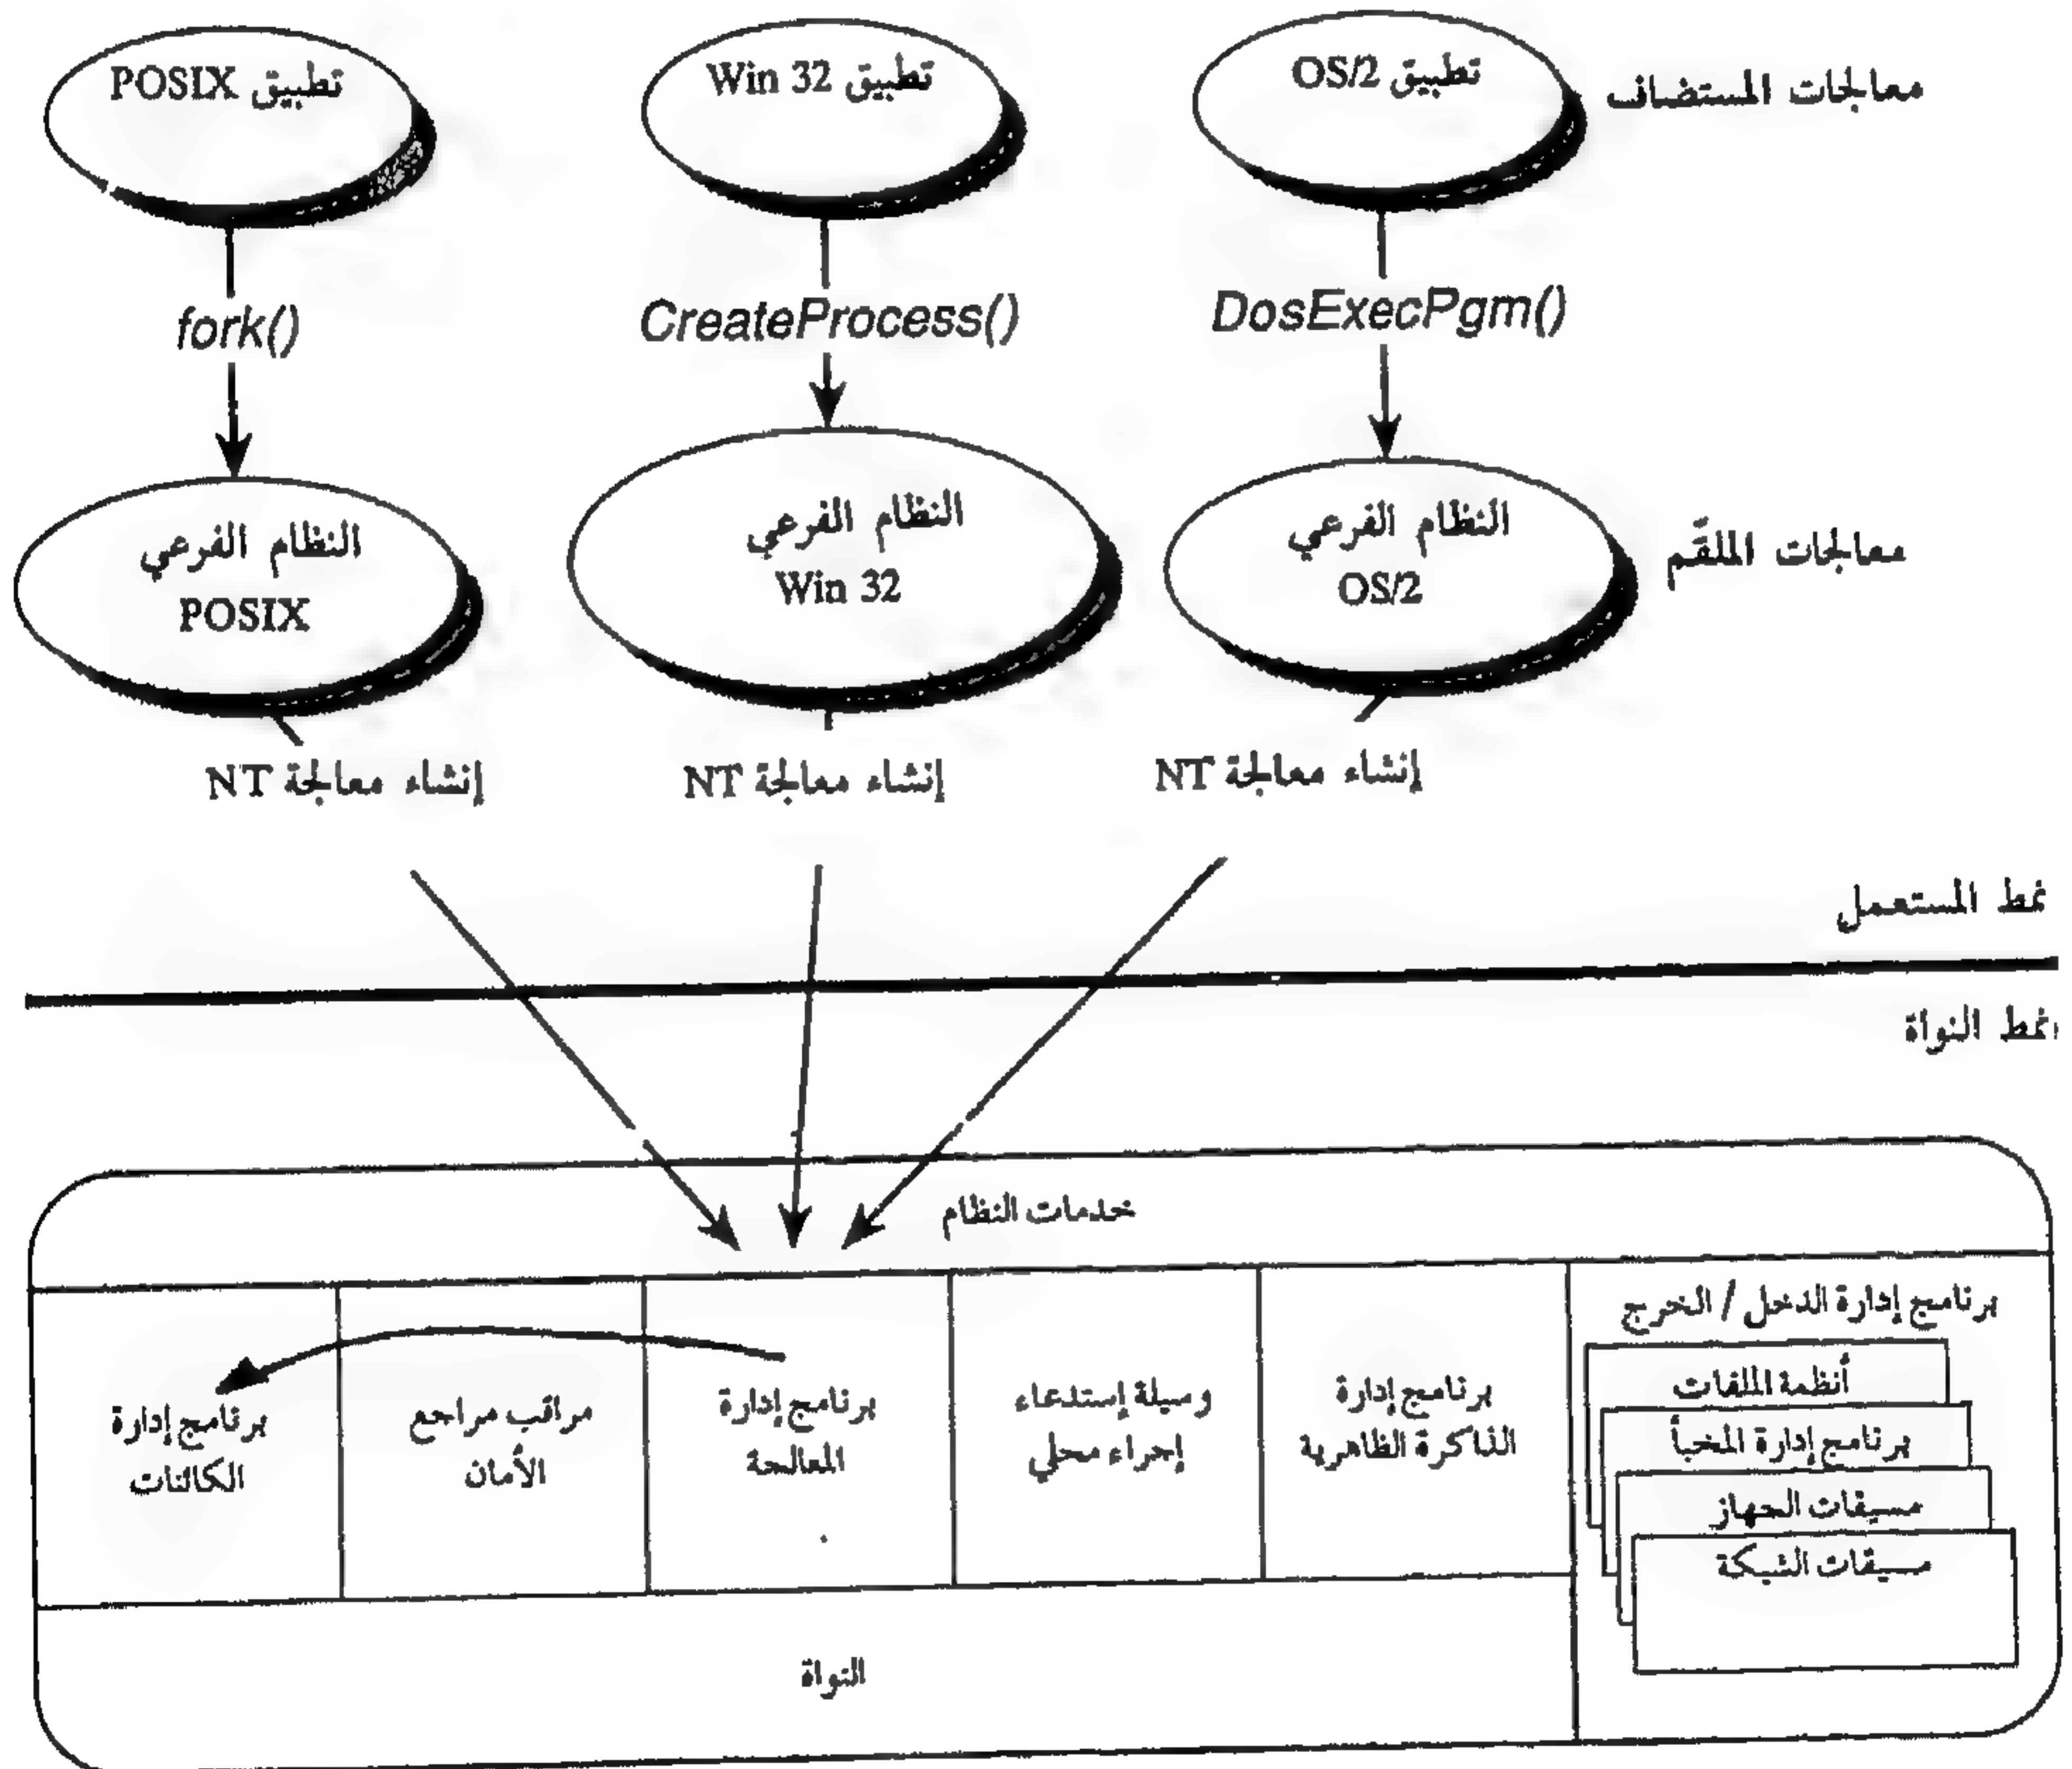 معالجات المستضاف
تطبيق OS/2
تطبيق Win 32
تطبيق POSIX
DosExecPgm()
CreateProcess()
fork()
معالجات الملقّم
النظام الفرعي
OS/2
النظام الفرعي
Win 32
النظام الفرعي
POSIX
إنشاء معالجة NT
إنشاء معالجة NT
إنشاء معالجة NT
نمط المستعمل
نمط النواة
خدمات النظام
برنامج إدارة الدخل / الخرج
أنظمة الملفات
برنامج إدارة المخبأ
مسيقات الجهاز
مسيقات الشبكة
برنامج إدارة
الذاكرة الظاهرية
وسيلة إستدعاء
إجراء محلي
برنامج إدارة
المعالجة
مراقب مراجع
الأمان
برنامج إدارة
الكائنات
النواة